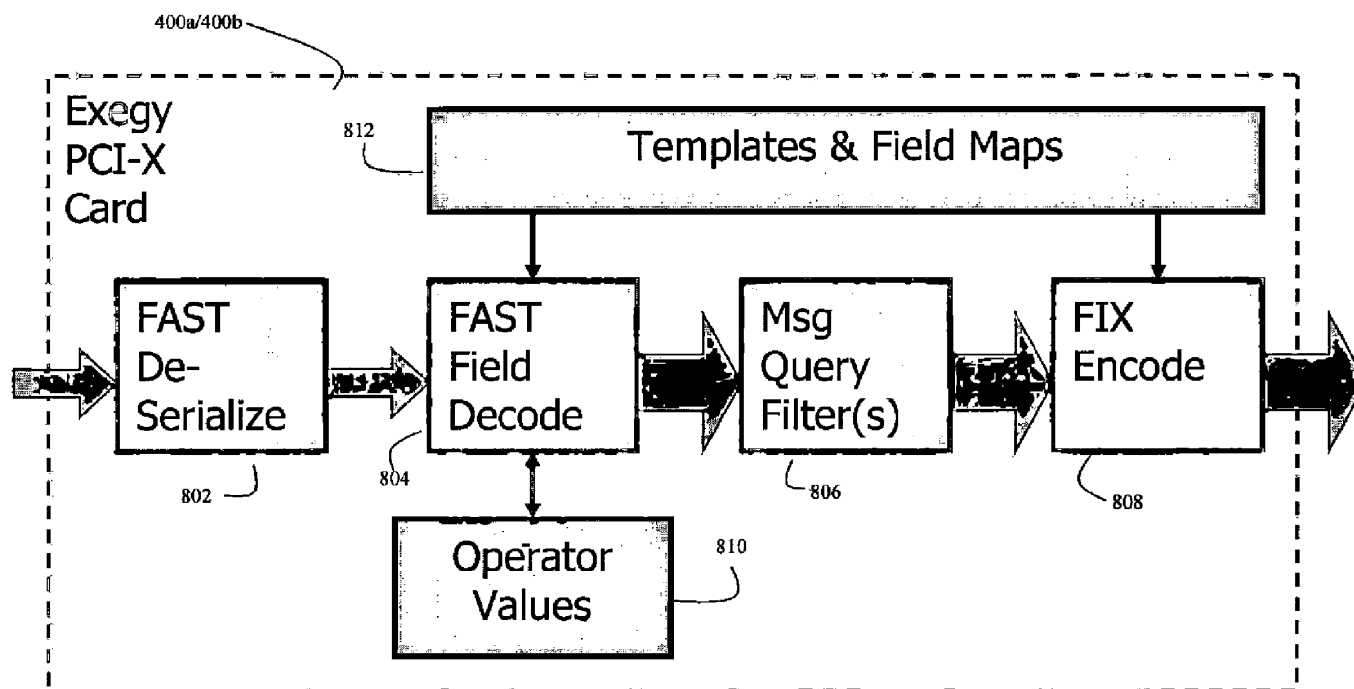 400a/400b
Exegy
PCI-X
Card
812
Templates & Field Maps
FAST
De-
Serialize
802
FAST
Field
Decode
804
Msg
Query
Filter(s)
806
FIX
Encode
808
Operator
Values
810